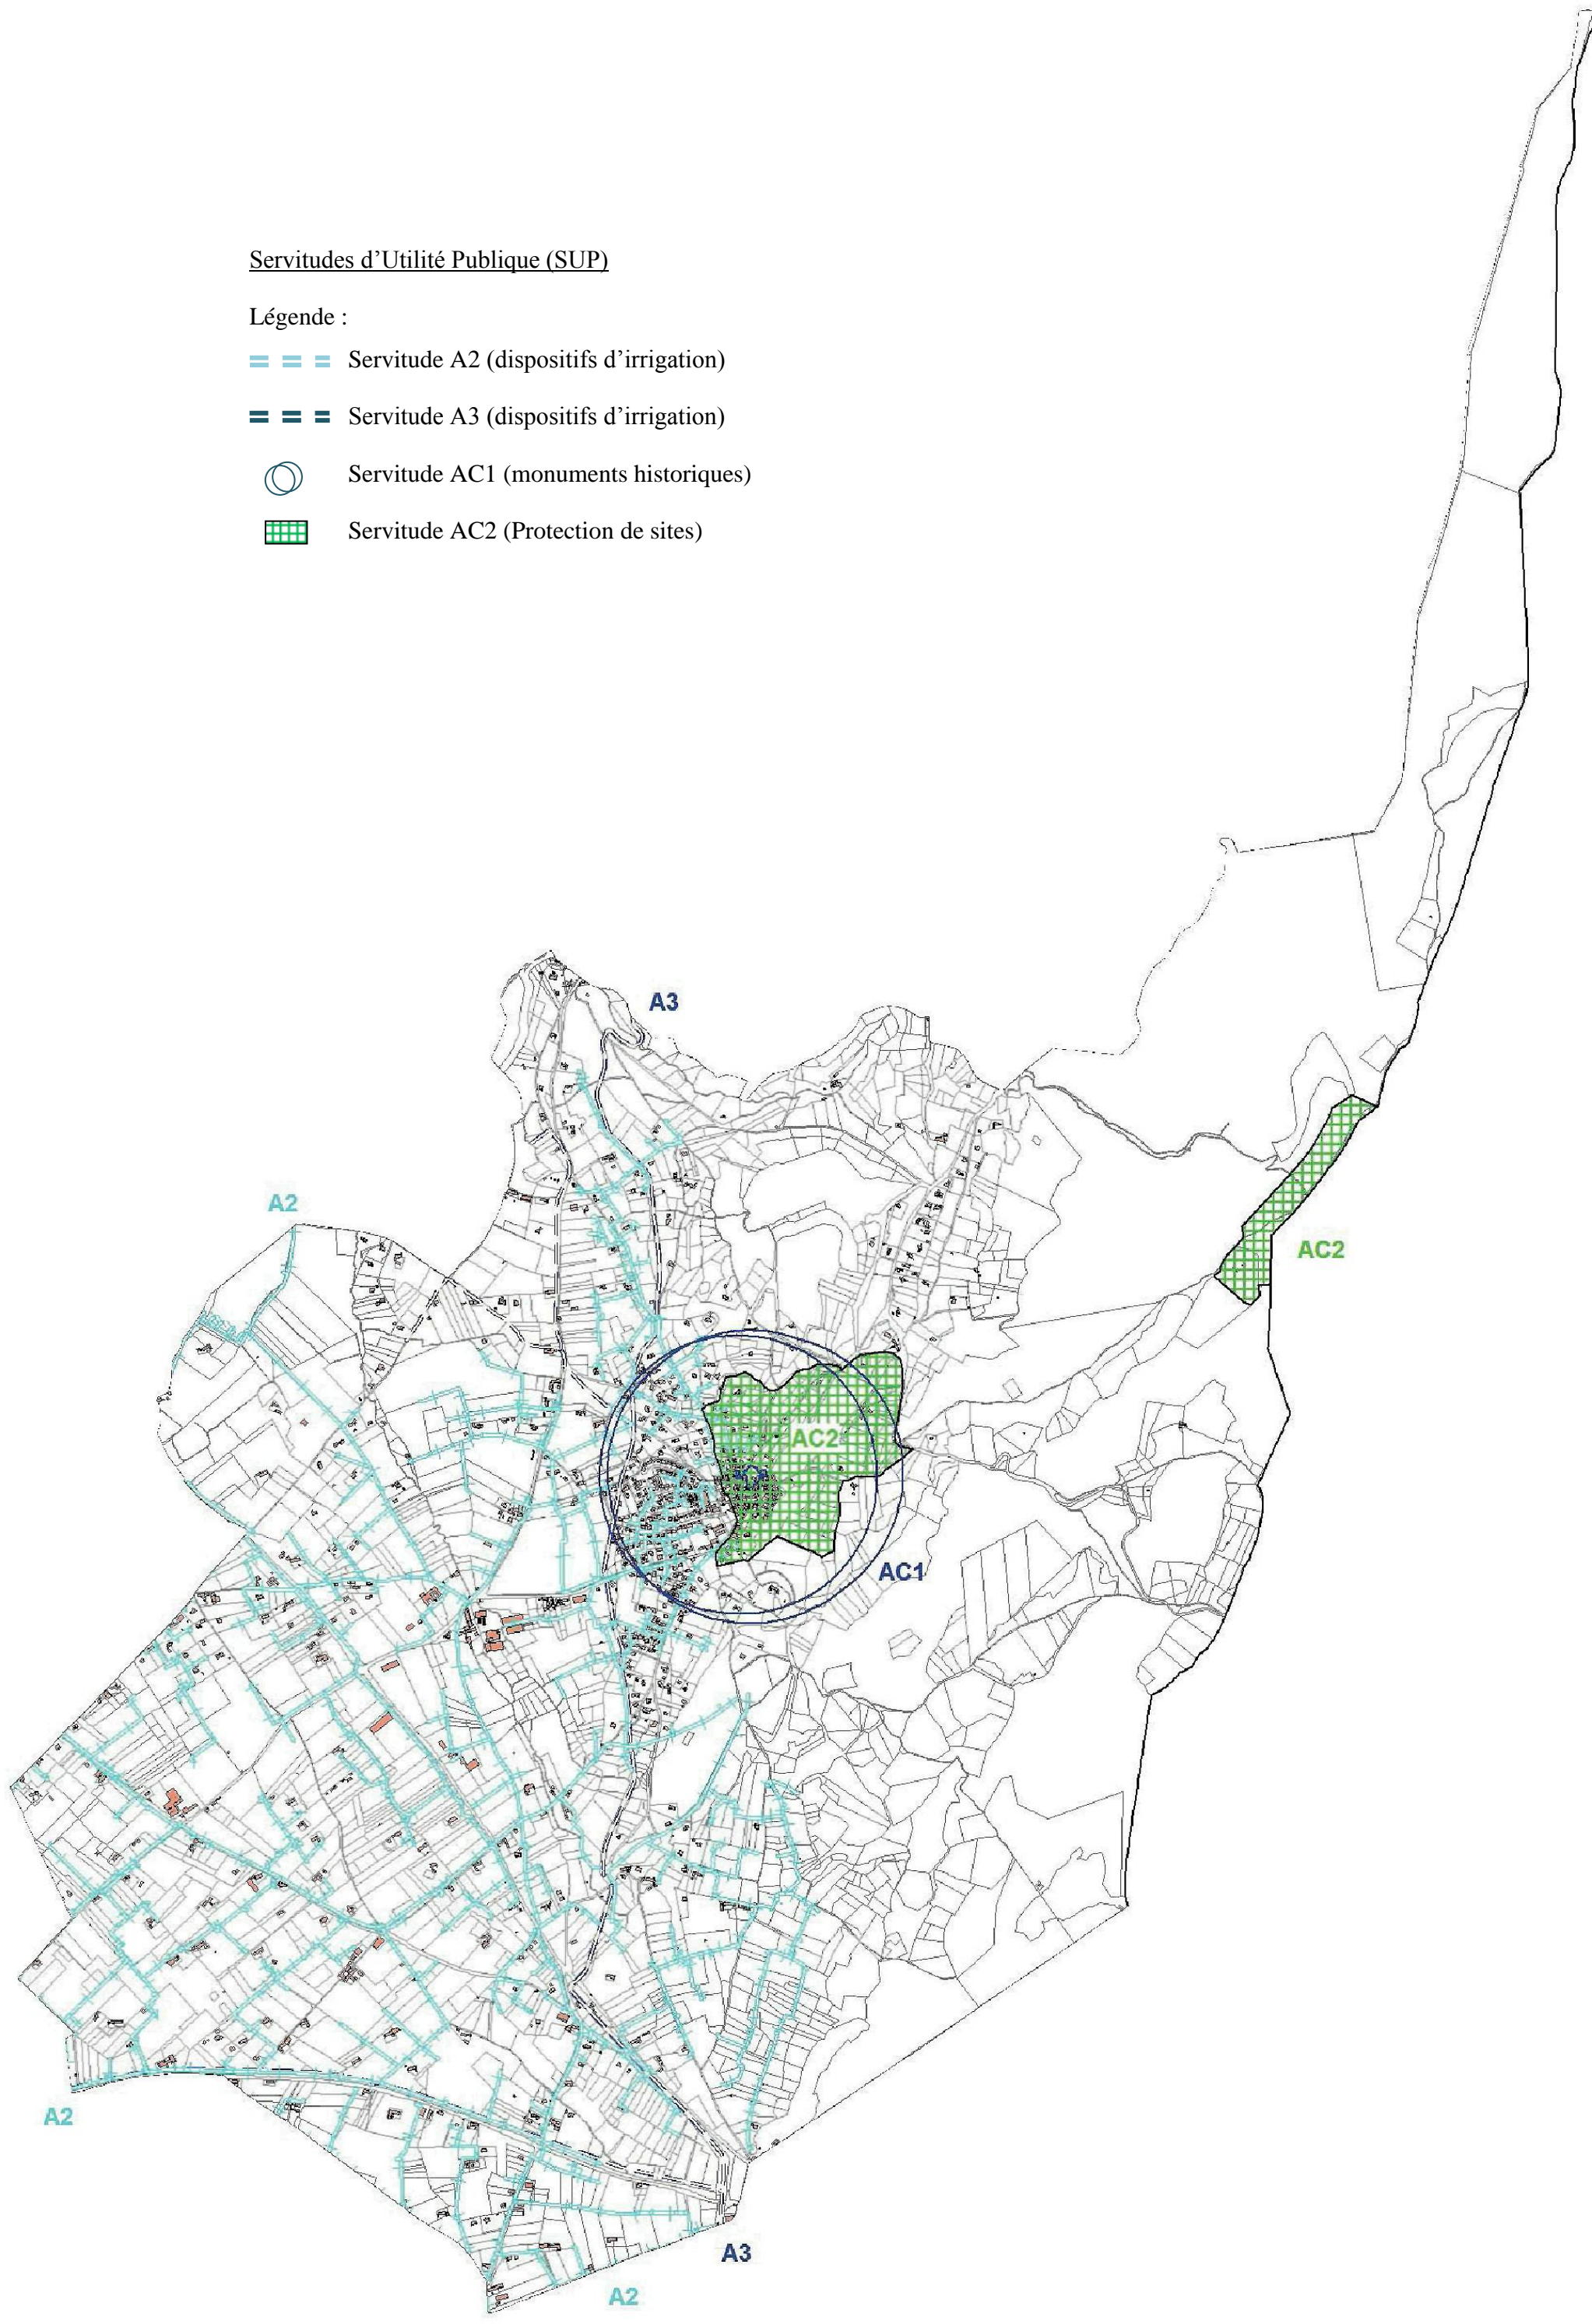 Servitudes d’Utilité Publique (SUP)
Légende :
Servitude A2 (dispositifs d’irrigation)
Servitude A3 (dispositifs d’irrigation)
Servitude AC1 (monuments historiques)
Servitude AC2 (Protection de sites)
A3
A2
AC2
AC2
AC1
A2
A3
A2